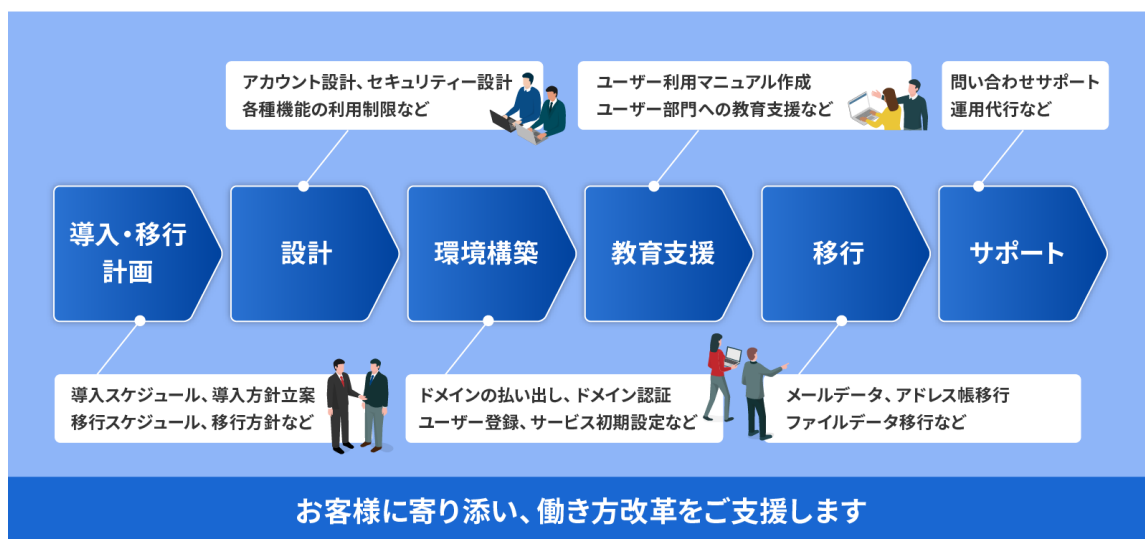 アカウント設計、セキュリティー設計
各種機能の利用制限など
ユーザー利用マニュアル作成
ユーザー部門への教育支援など
問い合わせサポート
運用代行など
導入・移行
計画
設計
環境構築
教育支援
移行
サポート
導入スケジュール、導入方針立案
移行スケジュール、移行方針など
ドメインの払い出し、ドメイン認証
ユーザー登録、サービス初期設定など
メールデータ、アドレス帳移行
ファイルデータ移行など
お客様に寄り添い、働き方改革をご支援します